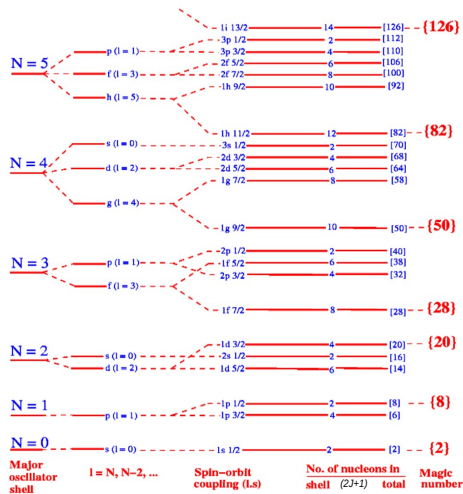 1i 13/2 14 [126] {126}
3p 1/2 2 [112]
N = 5 p (l = 1) 3p 3/2 4 [110]
2f 5/2 6 [106]
f (l = 3) 2f 7/2 8 [100]
1h 9/2 10 [92]
h (l = 5)
1h 11/2 12 [82] {82}
s (l = 0) 3s 1/2 2 [70]
N = 4 d (l = 2) 2d 3/2 4 [68]
2d 5/2 6 [64]
1g 7/2 8 [58]
g (l = 4)
1g 9/2 10 [50] {50}
2p 1/2 2 [40]
N = 3 p (l = 1) 1f 5/2 6 [38]
2p 3/2 4 [32]
f (l = 3)
1f 7/2 8 [28] {28}
1d 3/2 4 [20] {20}
N = 2 s (l = 0) 2s 1/2 2 [16]
d (l = 2) 1d 5/2 6 [14]
1p 1/2 2 [8] {8}
N = 1 p (l = 1) 1p 3/2 4 [6]
N = 0 s (l = 0) 1s 1/2 2 [2] {2}
Major
oscillator
shell
l = N, N-2, ...
Spin-orbit
coupling (l.s)
No. of nucleons in
shell (2J+1) total
Magic
number